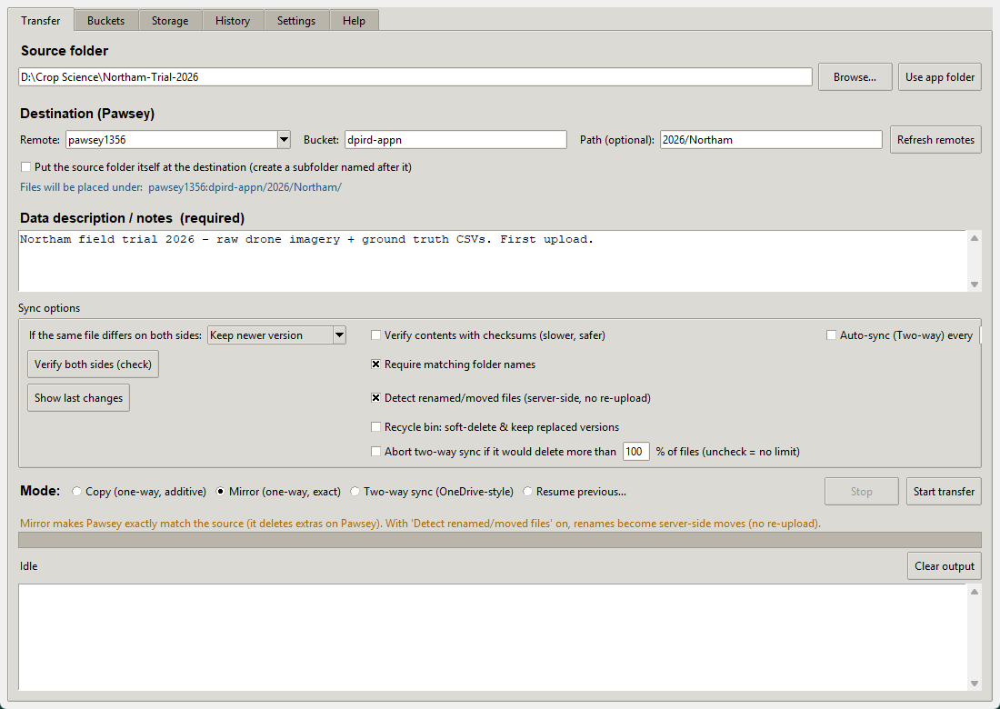 Transfer Buckets Storage History Settings Help
Source folder
D:\Crop Science\Northam-Trial-2026 Browse... Use app folder
Destination (Pawsey)
Remote: pawsey1356 Bucket: dpird-appn Path (optional): 2026/Northam Refresh remotes
Put the source folder itself at the destination (create a subfolder named after it)
Files will be placed under: pawsey1356:dpird-appn/2026/Northam/
Data description / notes (required)
Northam field trial 2026 - raw drone imagery + ground truth CSVs. First upload.
Sync options
If the same file differs on both sides: Keep newer version Verify contents with checksums (slower, safer) Auto-sync (Two-way) every
Verify both sides (check) Require matching folder names
Show last changes Detect renamed/moved files (server-side, no re-upload)
Recycle bin: soft-delete & keep replaced versions
Abort two-way sync if it would delete more than 100 % of files (uncheck = no limit)
Mode: Copy (one-way, additive) Mirror (one-way, exact) Two-way sync (OneDrive-style) Resume previous... Stop Start transfer
Mirror makes Pawsey exactly match the source (it deletes extras on Pawsey). With 'Detect renamed/moved files' on, renames become server-side moves (no re-upload).
Idle Clear output